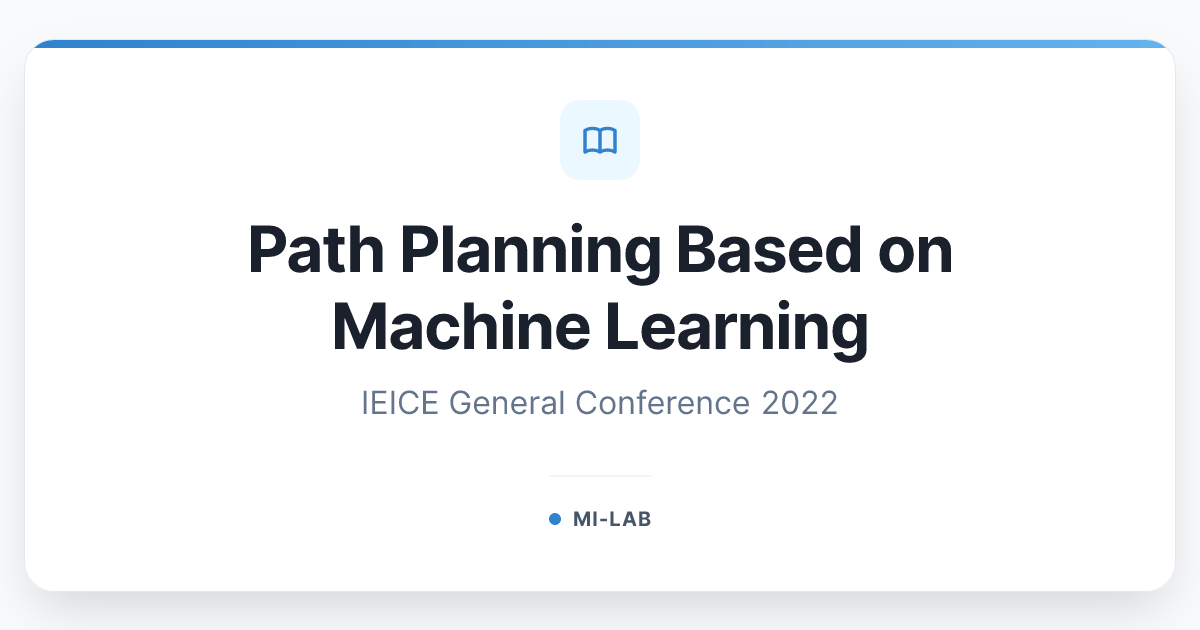 Path Planning Based on
Machine Learning
IEICE General Conference 2022
MI-LAB